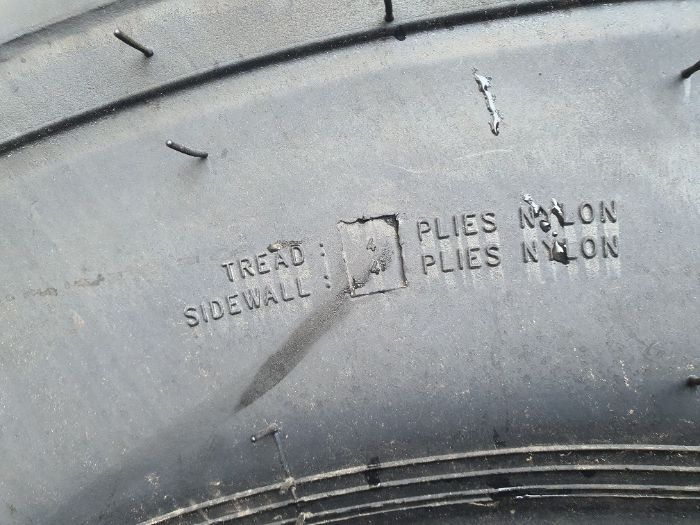 TREAD : 4 PLIES NYLON
SIDEWALL : 4 PLIES NYLON